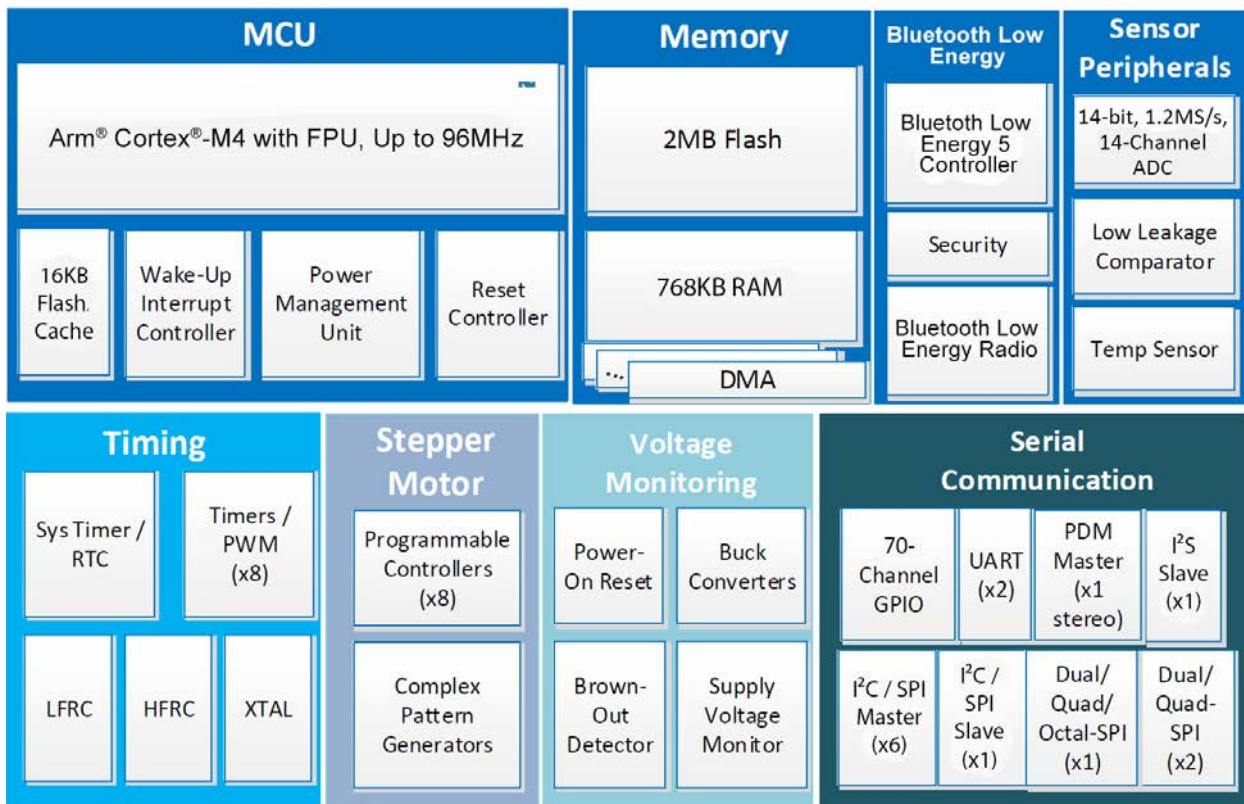 MCU
Arm® Cortex®-M4 with FPU, Up to 96MHz
16KB
Flash.
Cache
Wake-Up
Interrupt
Controller
Power
Management
Unit
Reset
Controller
Memory
2MB Flash
768KB RAM
...
DMA
Bluetooth Low
Energy
Bluetoth Low
Energy 5
Controller
Security
Bluetooth Low
Energy Radio
Sensor
Peripherals
14-bit, 1.2MS/s,
14-Channel
ADC
Low Leakage
Comparator
Temp Sensor
Timing
Sys Timer /
RTC
Timers /
PWM
(x8)
LFRC
HFRC
XTAL
Stepper
Motor
Programmable
Controllers
(x8)
Complex
Pattern
Generators
Voltage
Monitoring
Power-
On Reset
Buck
Converters
Brown-
Out
Detector
Supply
Voltage
Monitor
Serial
Communication
70-
Channel
GPIO
UART
(x2)
PDM
Master
(x1
stereo)
I²S
Slave
(x1)
I²C / SPI
Master
(x6)
I²C /
SPI
Slave
(x1)
Dual/
Quad/
Octal-SPI
(x1)
Dual/
Quad-
SPI
(x2)